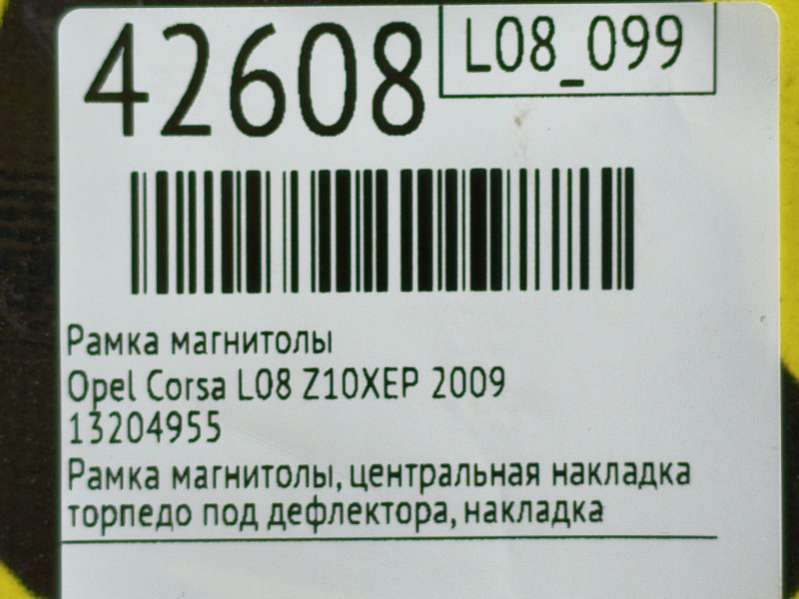 42608
L08_099
Рамка магнитолы
Opel Corsa L08 Z10XEP 2009
13204955
Рамка магнитолы, центральная накладка
торпедо под дефлектора, накладка